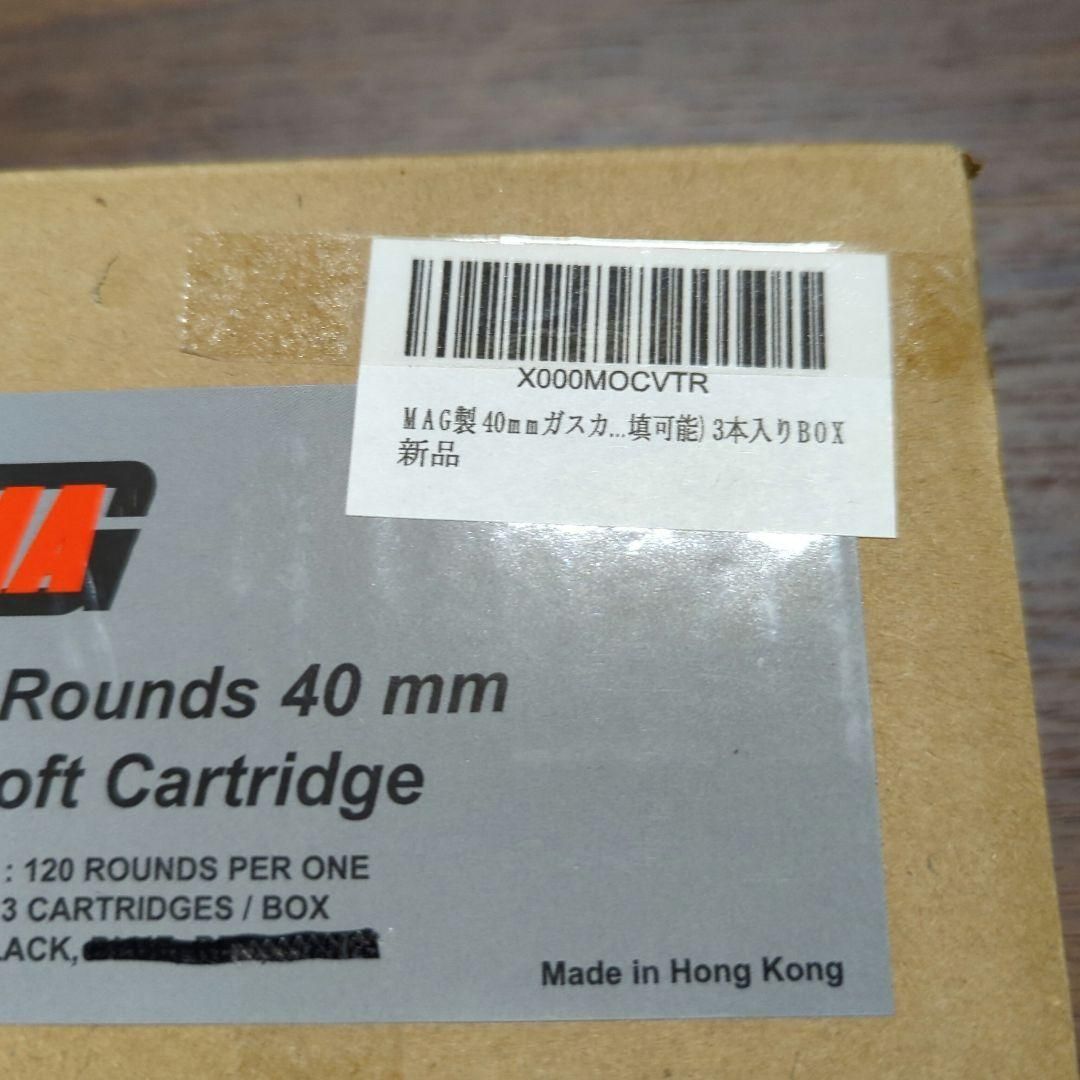 X000MOCVTR
MAG製 40mmガスカ...填可能) 3本入りBOX
新品
MAG
Rounds 40 mm
oft Cartridge
: 120 ROUNDS PER ONE
3 CARTRIDGES / BOX
LACK,
Made in Hong Kong